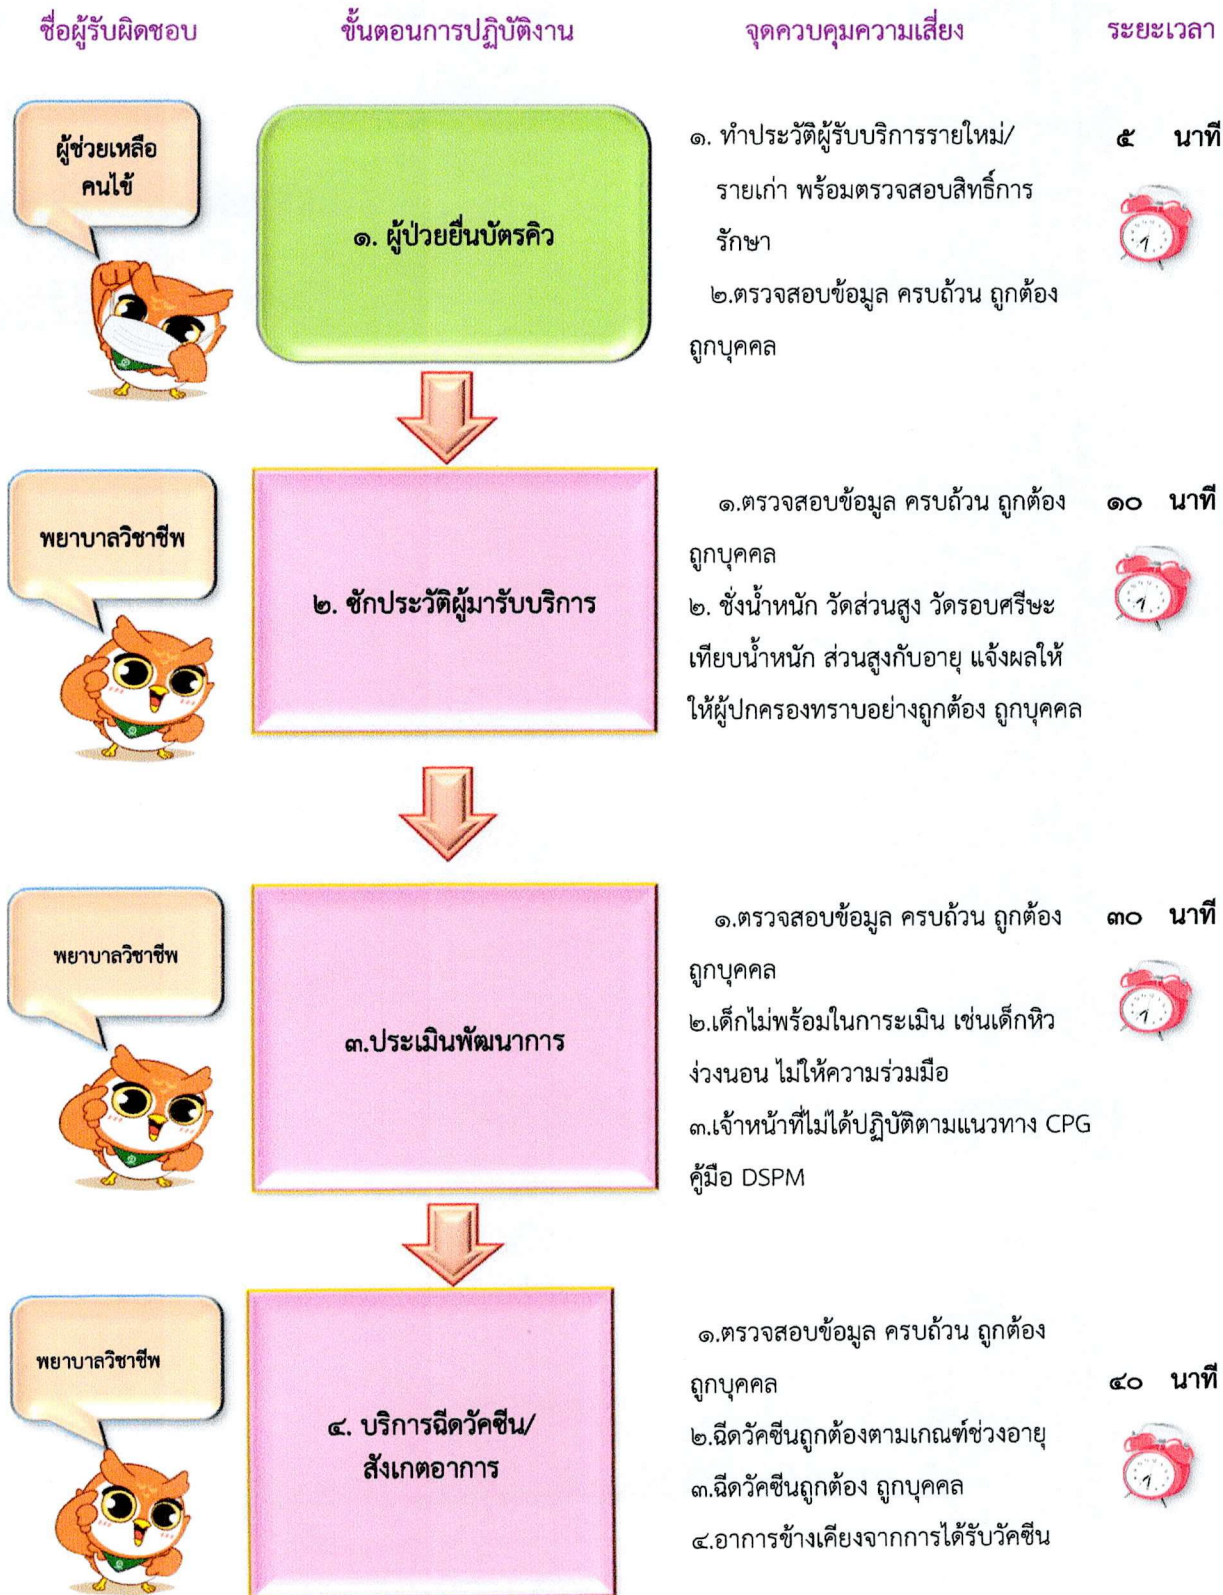 ชื่อผู้รับผิดชอบ
ขั้นตอนการปฏิบัติงาน
จุดควบคุมความเสี่ยง
ระยะเวลา
ผู้ช่วยเหลือ
คนไข้
๑. ผู้ป่วยยื่นบัตรคิว
๑. ทำประวัติผู้รับบริการรายใหม่/
รายเก่า พร้อมตรวจสอบสิทธิ์การ
รักษา
๒.ตรวจสอบข้อมูล ครบถ้วน ถูกต้อง
ถูกบุคคล
๕ นาที
พยาบาลวิชาชีพ
๒. ซักประวัติผู้มารับบริการ
๑.ตรวจสอบข้อมูล ครบถ้วน ถูกต้อง
ถูกบุคคล
๒. ชั่งน้ำหนัก วัดส่วนสูง วัดรอบศรีษะ
เทียบน้ำหนัก ส่วนสูงกับอายุ แจ้งผลให้
ให้ผู้ปกครองทราบอย่างถูกต้อง ถูกบุคคล
๑๐ นาที
พยาบาลวิชาชีพ
๓.ประเมินพัฒนาการ
๑.ตรวจสอบข้อมูล ครบถ้วน ถูกต้อง
ถูกบุคคล
๒.เด็กไม่พร้อมในการะเมิน เช่นเด็กหิว
ง่วงนอน ไม่ให้ความร่วมมือ
๓.เจ้าหน้าที่ไม่ได้ปฏิบัติตามแนวทาง CPG
คู้มือ DSPM
๓๐ นาที
พยาบาลวิชาชีพ
๔. บริการฉีดวัคซีน/
สังเกตอาการ
๑.ตรวจสอบข้อมูล ครบถ้วน ถูกต้อง
ถูกบุคคล
๒.ฉีดวัคซีนถูกต้องตามเกณฑ์ช่วงอายุ
๓.ฉีดวัคซีนถูกต้อง ถูกบุคคล
๔.อาการข้างเคียงจากการได้รับวัคซีน
๔๐ นาที